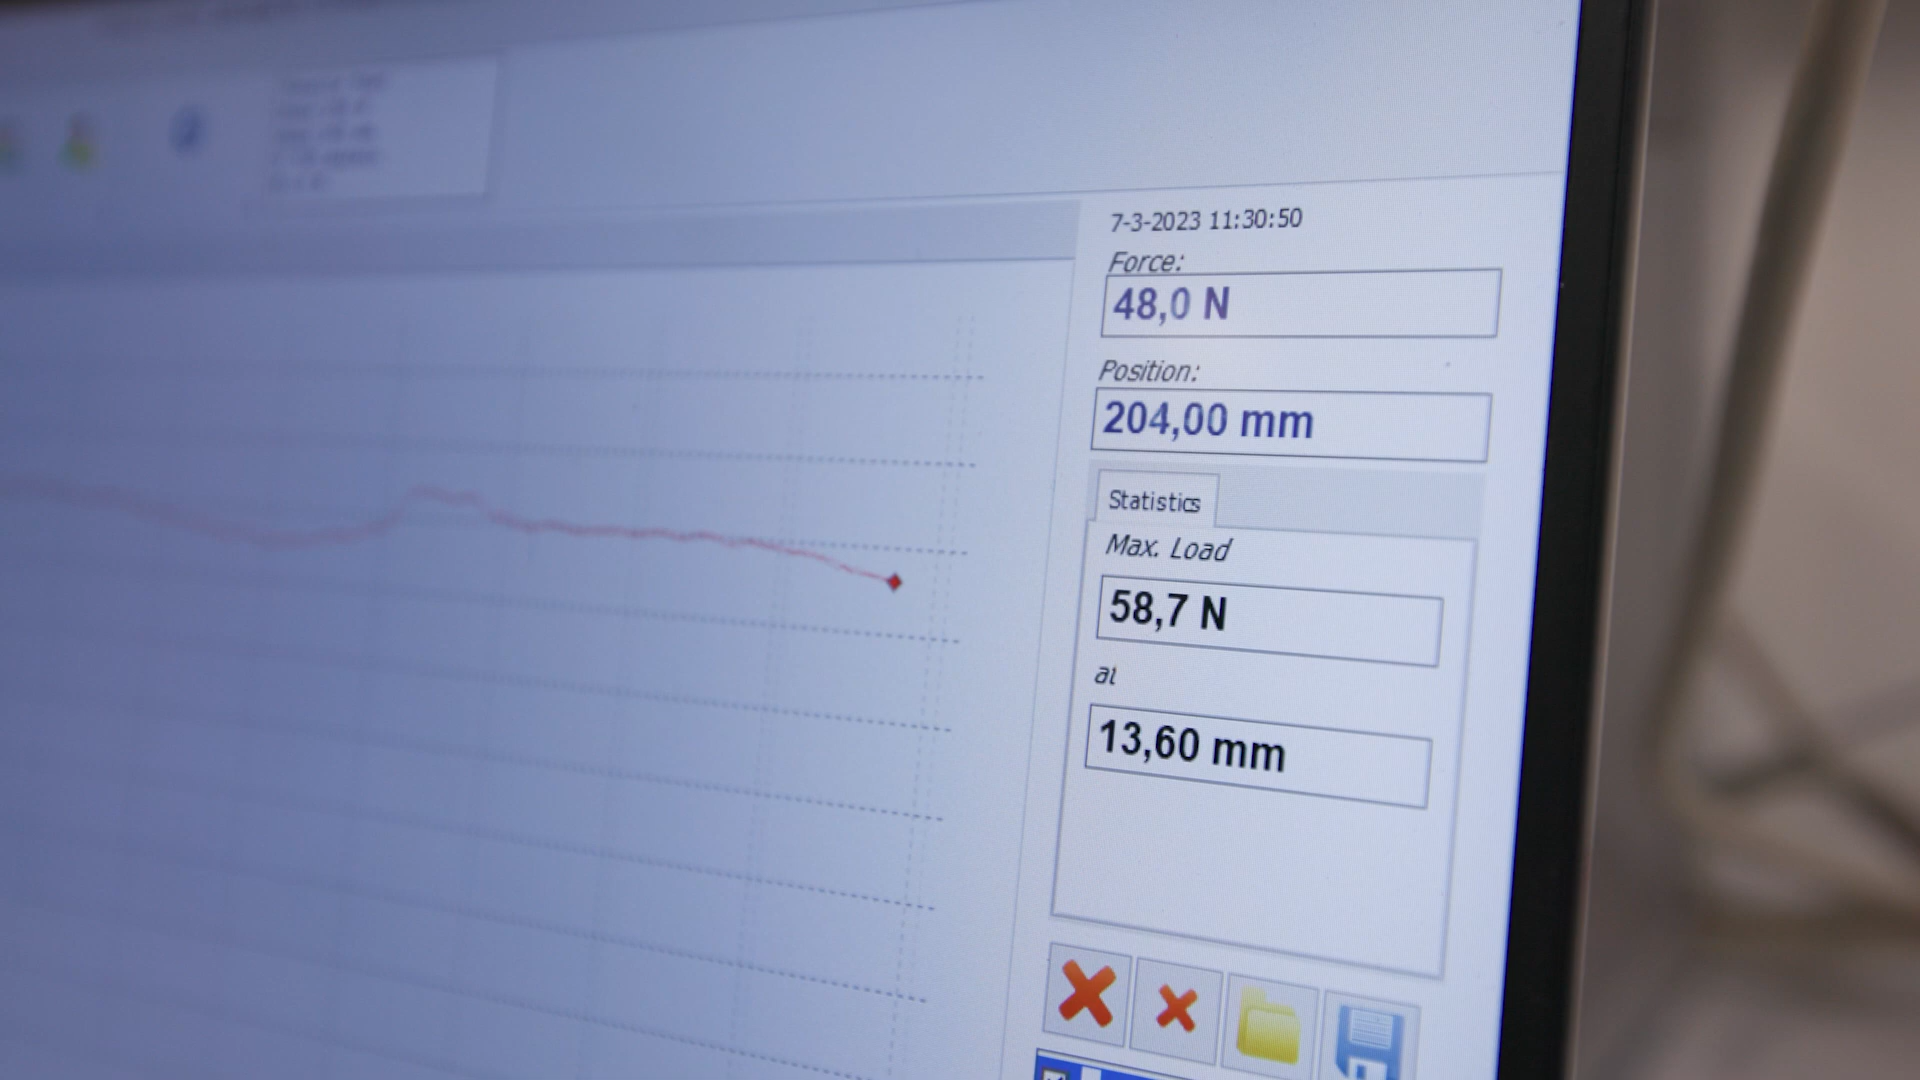 7-3-2023 11:30:50
Force:
48,0 N
Position:
204,00 mm
Statistics
Max. Load
58,7 N
at
13,60 mm